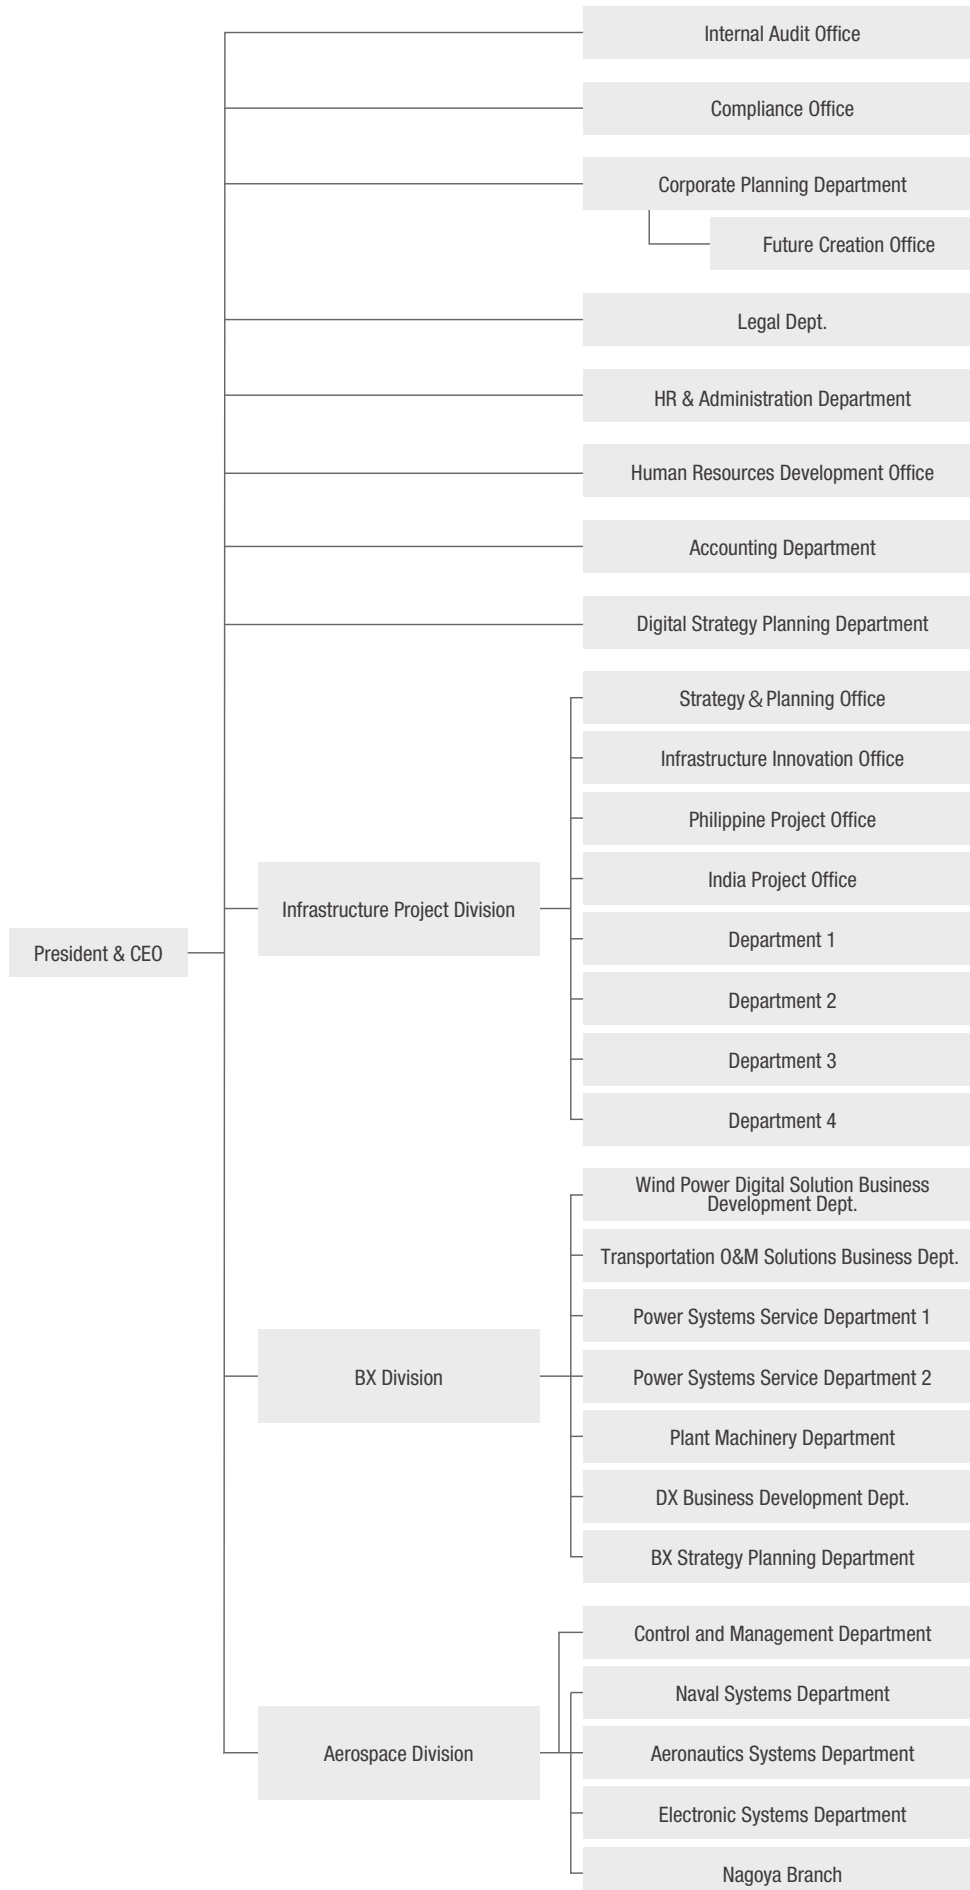 Internal Audit Office
Compliance Office
Corporate Planning Department
Future Creation Office
Legal Dept.
HR & Administration Department
Human Resources Development Office
Accounting Department
Digital Strategy Planning Department
Strategy & Planning Office
Infrastructure Innovation Office
Philippine Project Office
India Project Office
Infrastructure Project Division
Department 1
President & CEO
Department 2
Department 3
Department 4
Wind Power Digital Solution Business
Development Dept.
Transportation O&M Solutions Business Dept.
Power Systems Service Department 1
BX Division
Power Systems Service Department 2
Plant Machinery Department
DX Business Development Dept.
BX Strategy Planning Department
Control and Management Department
Naval Systems Department
Aerospace Division
Aeronautics Systems Department
Electronic Systems Department
Nagoya Branch